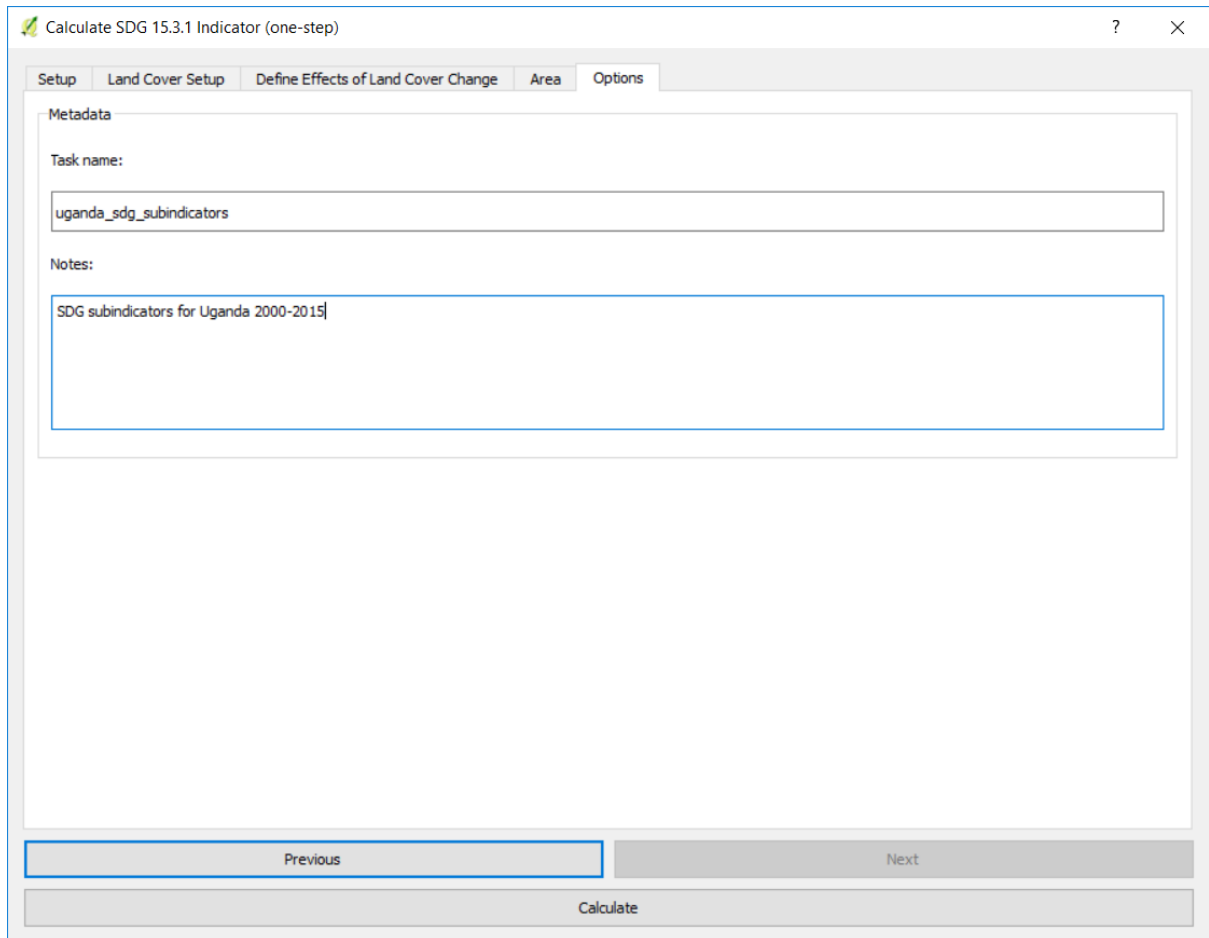 Calculate SDG 15.3.1 Indicator (one-step)
?
Setup Land Cover Setup Define Effects of Land Cover Change Area Options
Metadata
Task name:
uganda_sdg_subindicators
Notes:
SDG subindicators for Uganda 2000-2015
Previous Next
Calculate